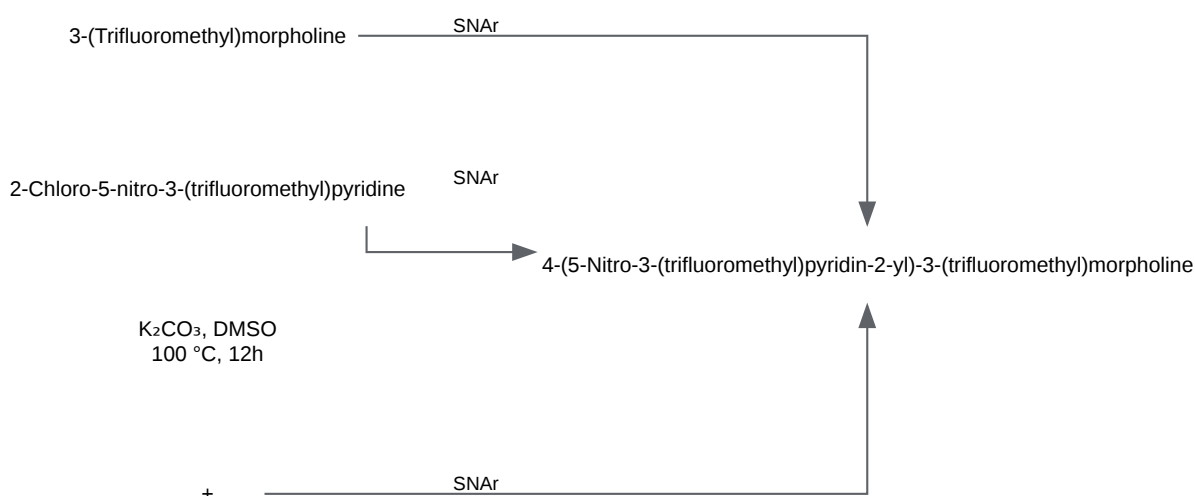 SNAr
3-(Trifluoromethyl)morpholine
SNAr
2-Chloro-5-nitro-3-(trifluoromethyl)pyridine
4-(5-Nitro-3-(trifluoromethyl)pyridin-2-yl)-3-(trifluoromethyl)morpholine
K₂CO₃, DMSO
100 °C, 12h
SNAr
+